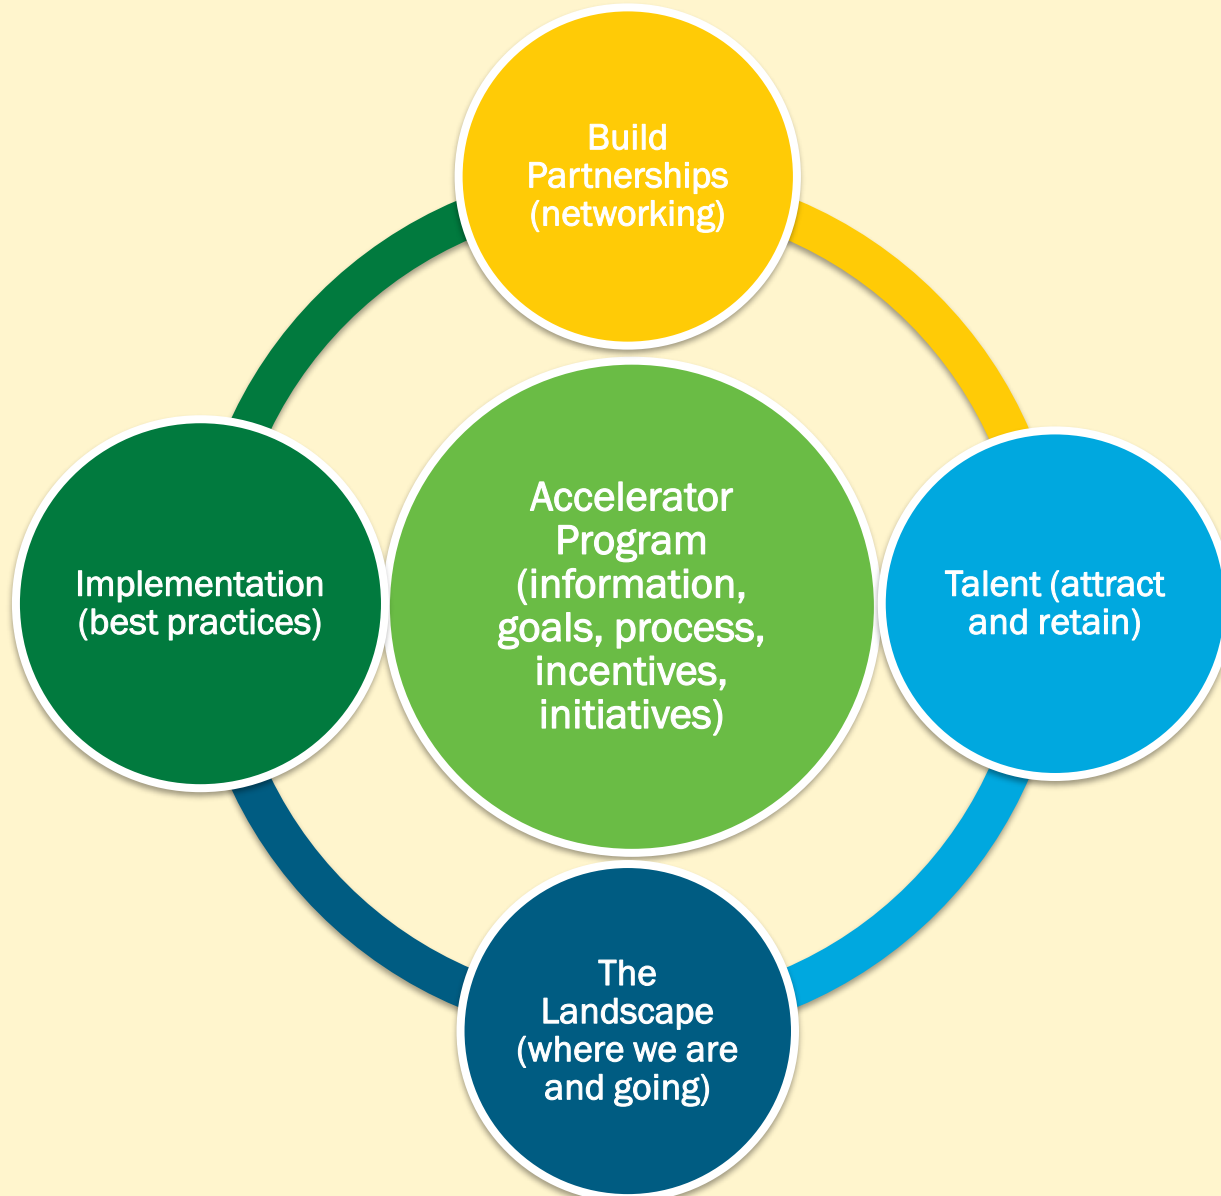 Build
Partnerships
(networking)
Accelerator
Program
(information,
goals, process,
incentives,
initiatives)
Implementation
(best practices)
Talent (attract
and retain)
The
Landscape
(where we are
and going)